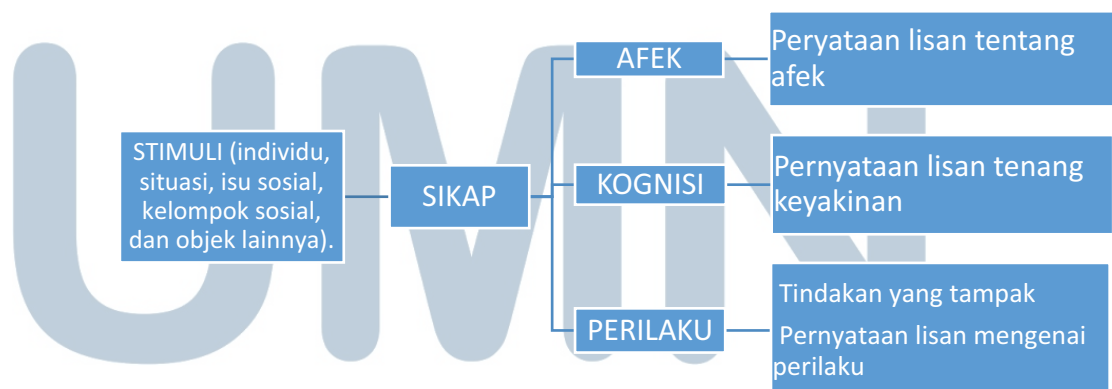 STIMULI (individu,
situasi, isu sosial,
kelompok sosial,
dan objek lainnya).
SIKAP
AFEK
Peryataan lisan tentang
afek
KOGNISI
Pernyataan lisan tenang
keyakinan
PERILAKU
Tindakan yang tampak
Pernyataan lisan mengenai
perilaku
UMN